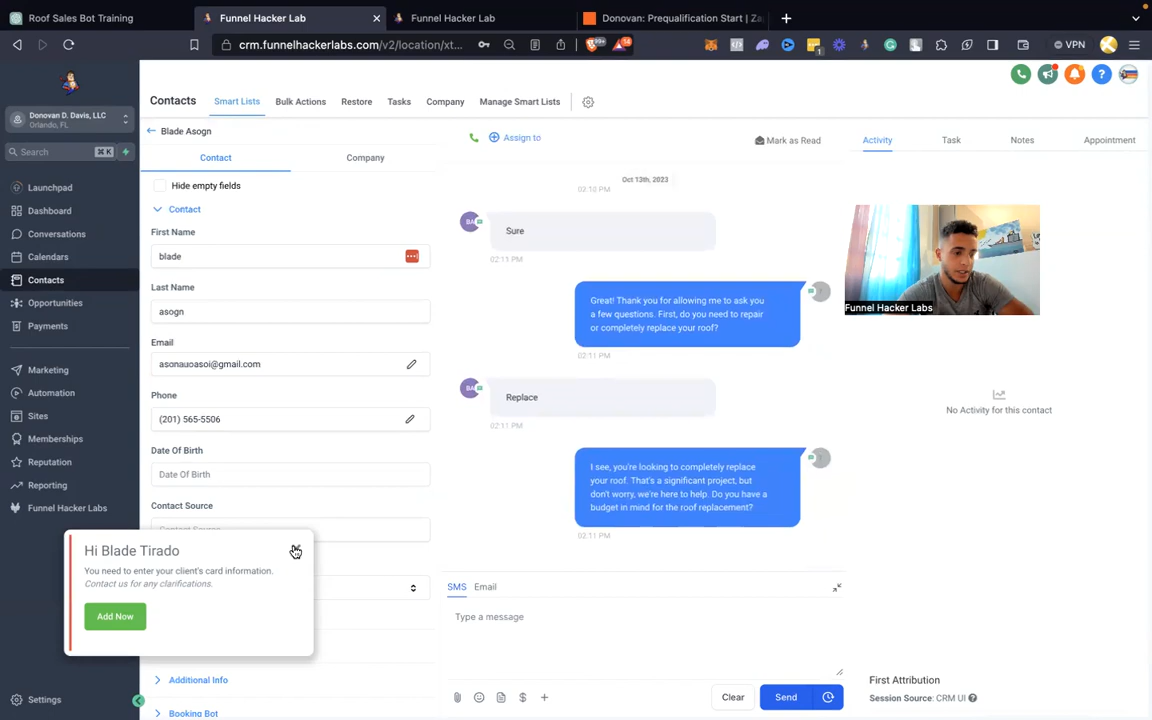 Roof Sales Bot Training
Funnel Hacker Lab
Funnel Hacker Lab
Donovan: Prequalification Start | Za
crm.funnelhackerlabs.com/v2/location/xt...
99+
14
1
VPN
Donovan D. Davis, LLC
Orlando, FL
Search
⌘ K
Launchpad
Dashboard
Conversations
Calendars
Contacts
Opportunities
Payments
Marketing
Automation
Sites
Memberships
Reputation
Reporting
Funnel Hacker Labs
Settings
Contacts
Smart Lists
Bulk Actions
Restore
Tasks
Company
Manage Smart Lists
Blade Asogn
Contact
Company
Hide empty fields
Contact
First Name
blade
Last Name
asogn
Email
asonauoasoi@gmail.com
Phone
(201) 565-5506
Date Of Birth
Date Of Birth
Contact Source
Contact Source
Hi Blade Tirado
You need to enter your client's card information.
Contact us for any clarifications.
Add Now
Additional Info
Booking Bot
Assign to
Mark as Read
Oct 13th, 2023
03:10 PM
BA
Sure
02:11 PM
Great! Thank you for allowing me to ask you
a few questions. First, do you need to repair
or completely replace your roof?
02:11 PM
BA
Replace
02:11 PM
I see, you're looking to completely replace
your roof. That's a significant project, but
don't worry, we're here to help. Do you have a
budget in mind for the roof replacement?
02:11 PM
SMS
Email
Type a message
Clear
Send
Activity
Task
Notes
Appointment
Funnel Hacker Labs
No Activity for this contact
First Attribution
Session Source: CRM UI